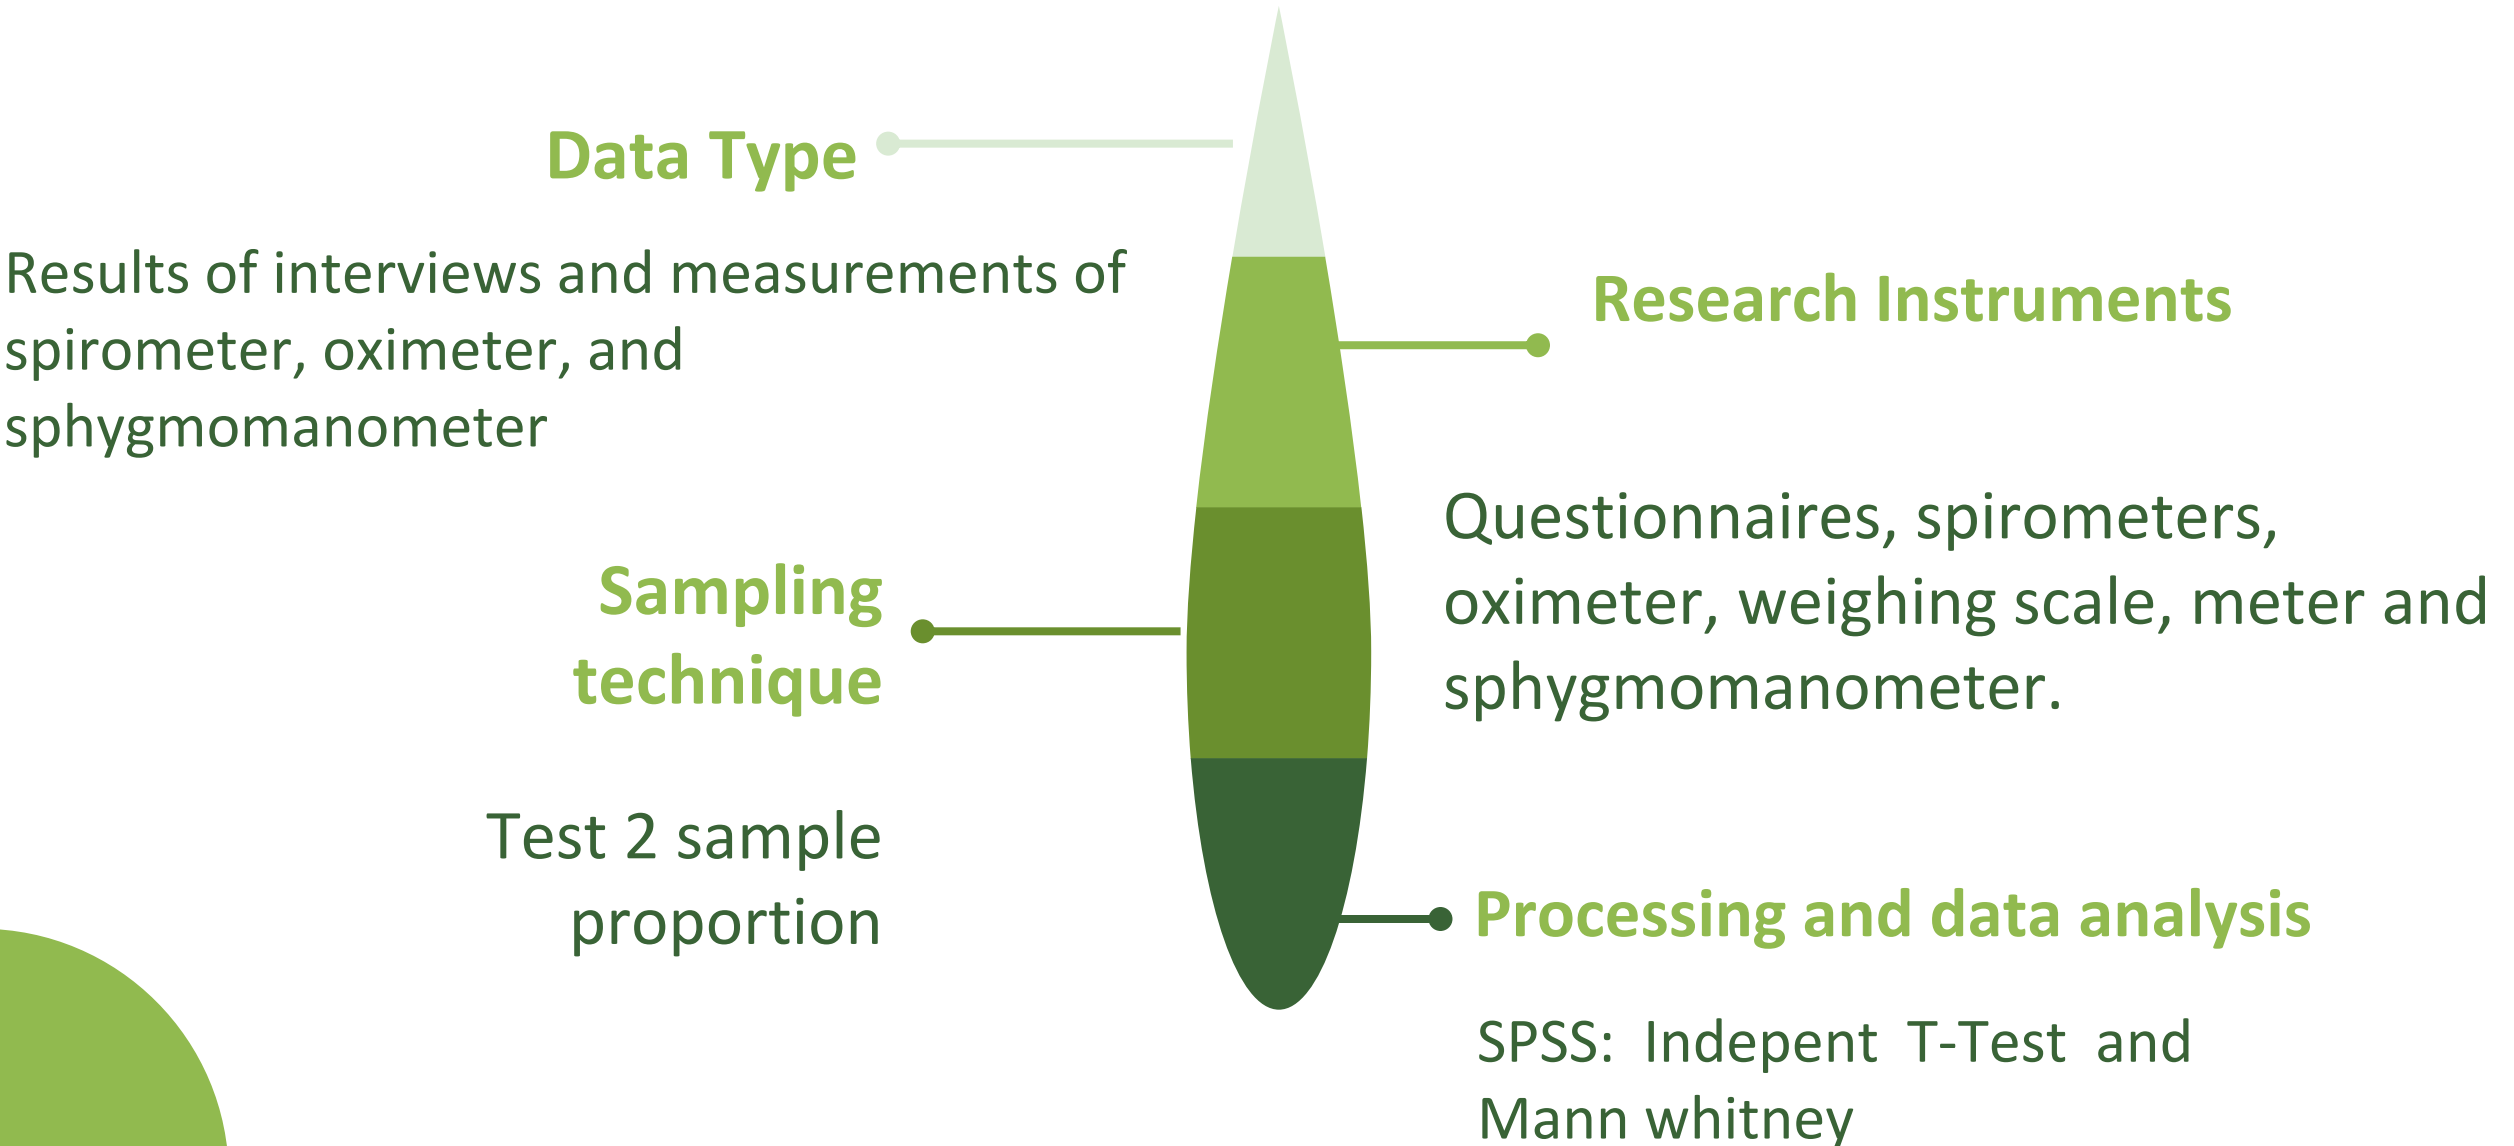 Data Type
Results of interviews and measurements of
spirometer, oximeter, and
sphygmomanometer
Research Instruments
Questionnaires, spirometers,
oximeter, weighing scale, meter and
sphygmomanometer.
Sampling
techniques
Test 2 sample
proportion
Processing and data analysis
SPSS: Indepent T-Test and
Mann whitney